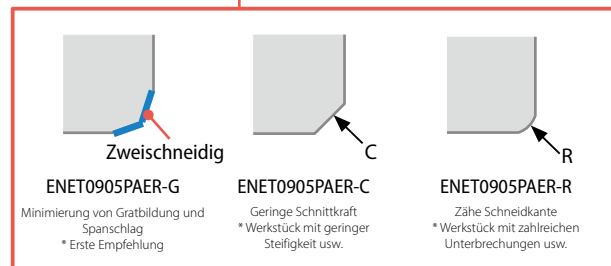 Zweischneidig
C
R
ENET0905PAER-G
ENET0905PAER-C
ENET0905PAER-R
Minimierung von Gratbildung und
Spanschlag
* Erste Empfehlung
Geringe Schnittkraft
* Werkstück mit geringer
Steifigkeit usw.
Zähe Schneidkante
* Werkstück mit zahlreichen
Unterbrechungen usw.